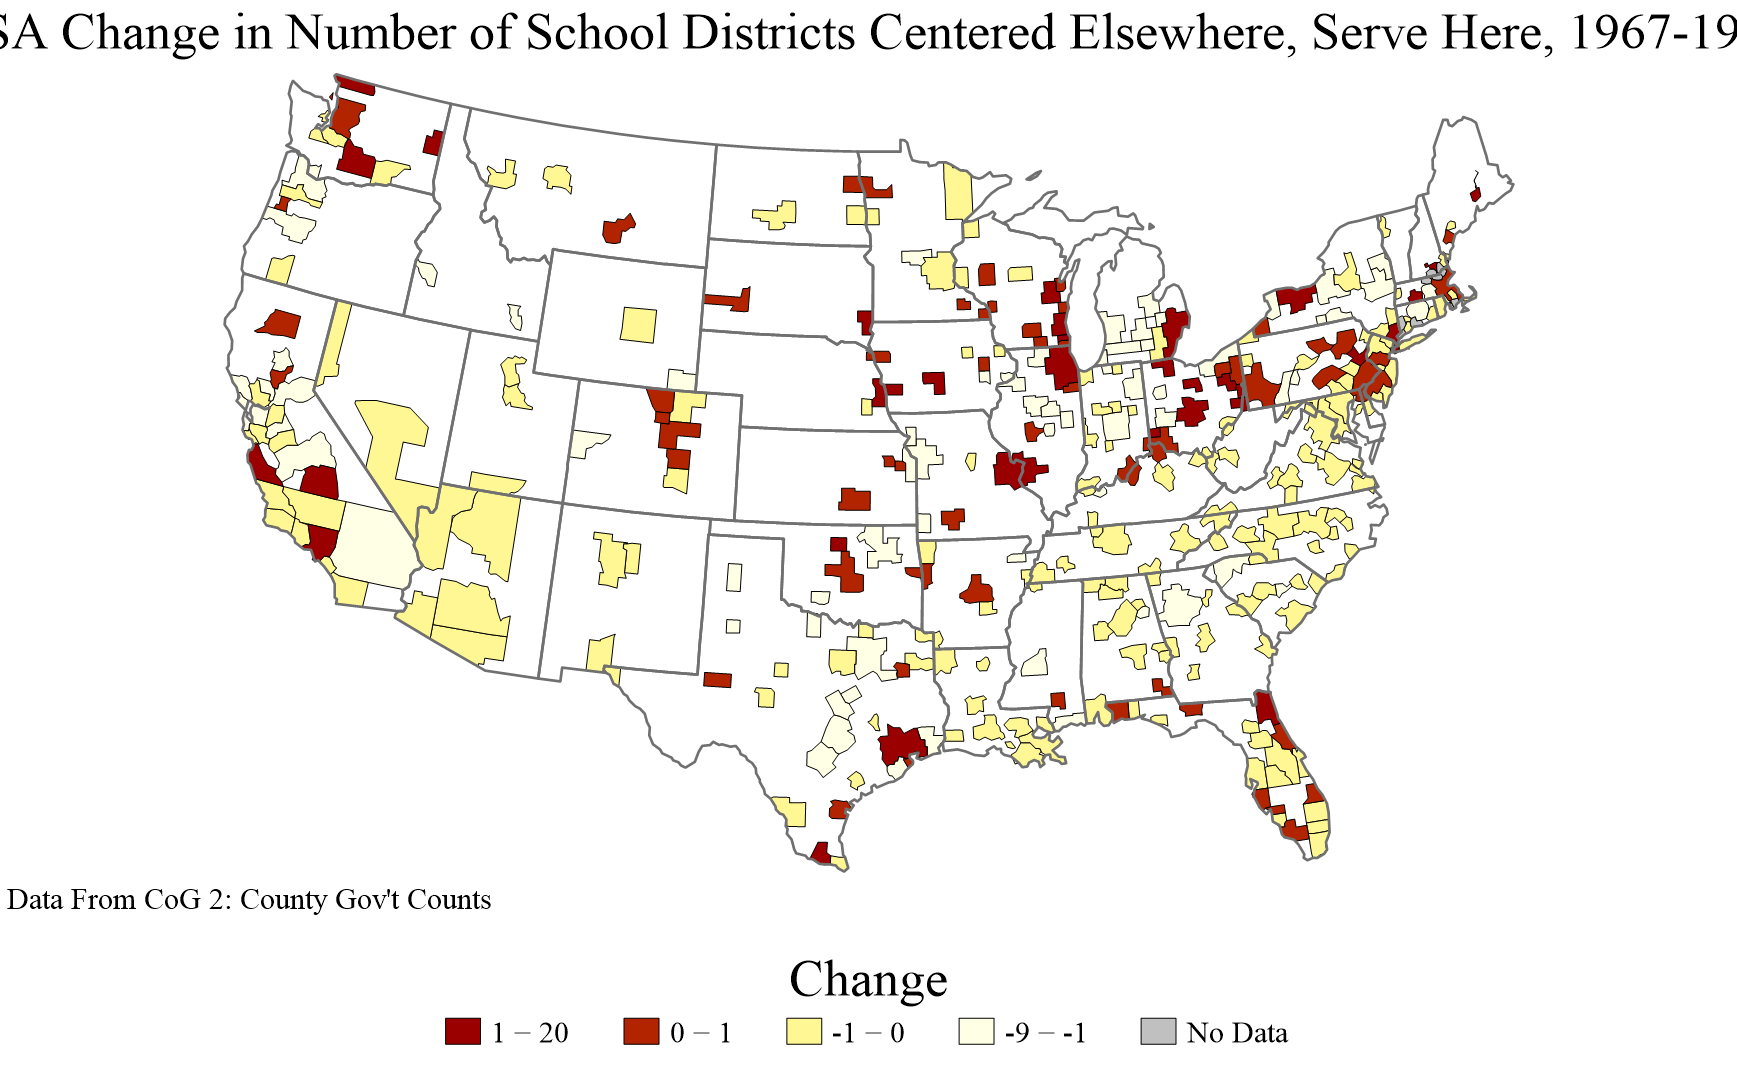 SA Change in Number of School Districts Centered Elsewhere, Serve Here, 1967-19
Data From CoG 2: County Gov't Counts
Change
1 – 20
0 – 1
-1 – 0
-9 – -1
No Data